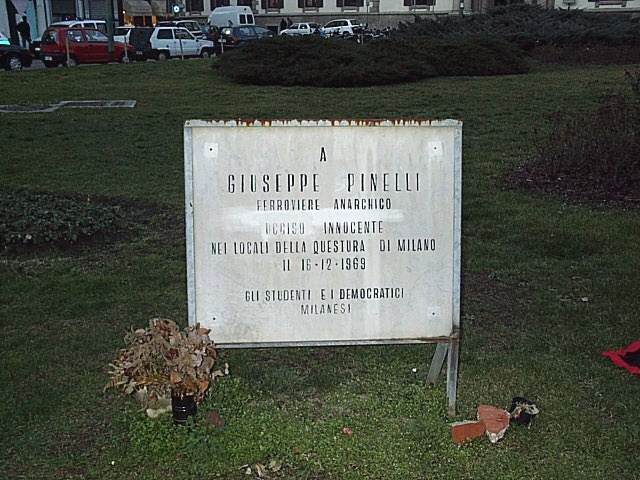 A
GIUSEPPE PINELLI
FERROVIERE ANARCHICO
UCCISO INNOCENTE
NEI LOCALI DELLA QUESTURA DI MILANO
IL 16-12-1969
GLI STUDENTI E I DEMOCRATICI
MILANESI